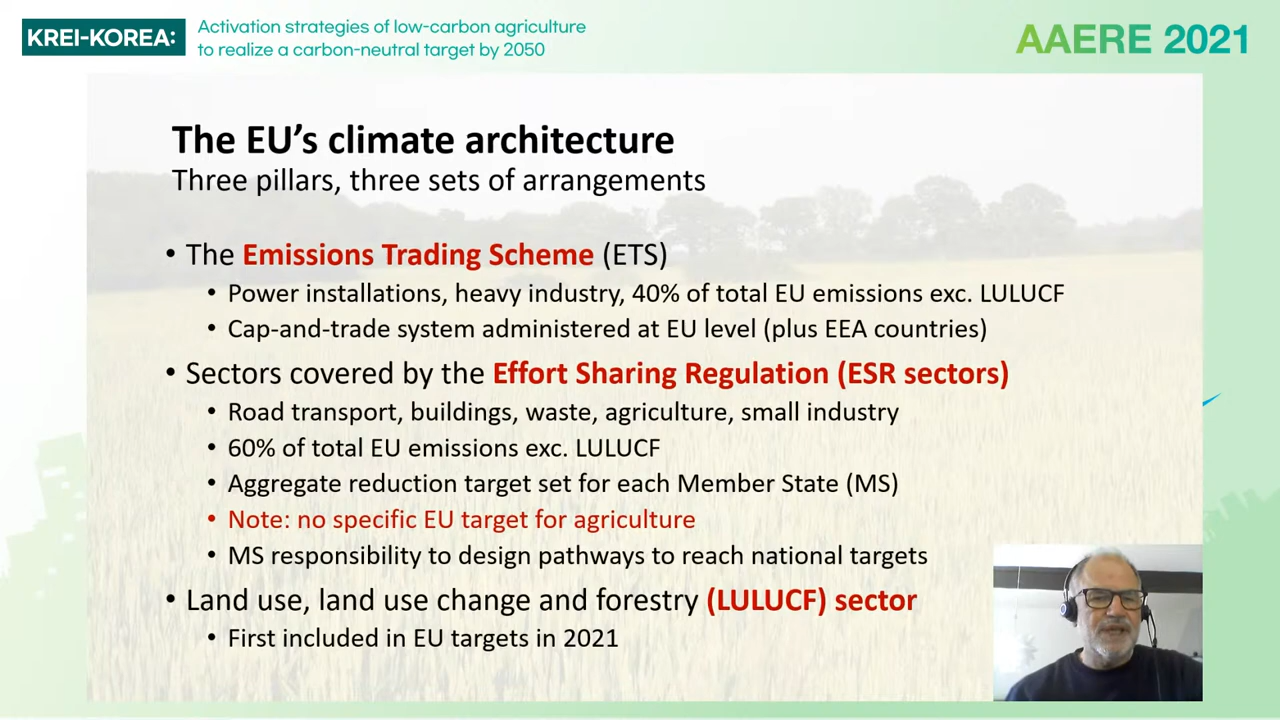 KREI-KOREA:
Activation strategies of low-carbon agriculture
to realize a carbon-neutral target by 2050
AAERE 2021
The EU’s climate architecture
Three pillars, three sets of arrangements
• The Emissions Trading Scheme (ETS)
• Power installations, heavy industry, 40% of total EU emissions exc. LULUCF
• Cap-and-trade system administered at EU level (plus EEA countries)
• Sectors covered by the Effort Sharing Regulation (ESR sectors)
• Road transport, buildings, waste, agriculture, small industry
• 60% of total EU emissions exc. LULUCF
• Aggregate reduction target set for each Member State (MS)
• Note: no specific EU target for agriculture
• MS responsibility to design pathways to reach national targets
• Land use, land use change and forestry (LULUCF) sector
• First included in EU targets in 2021